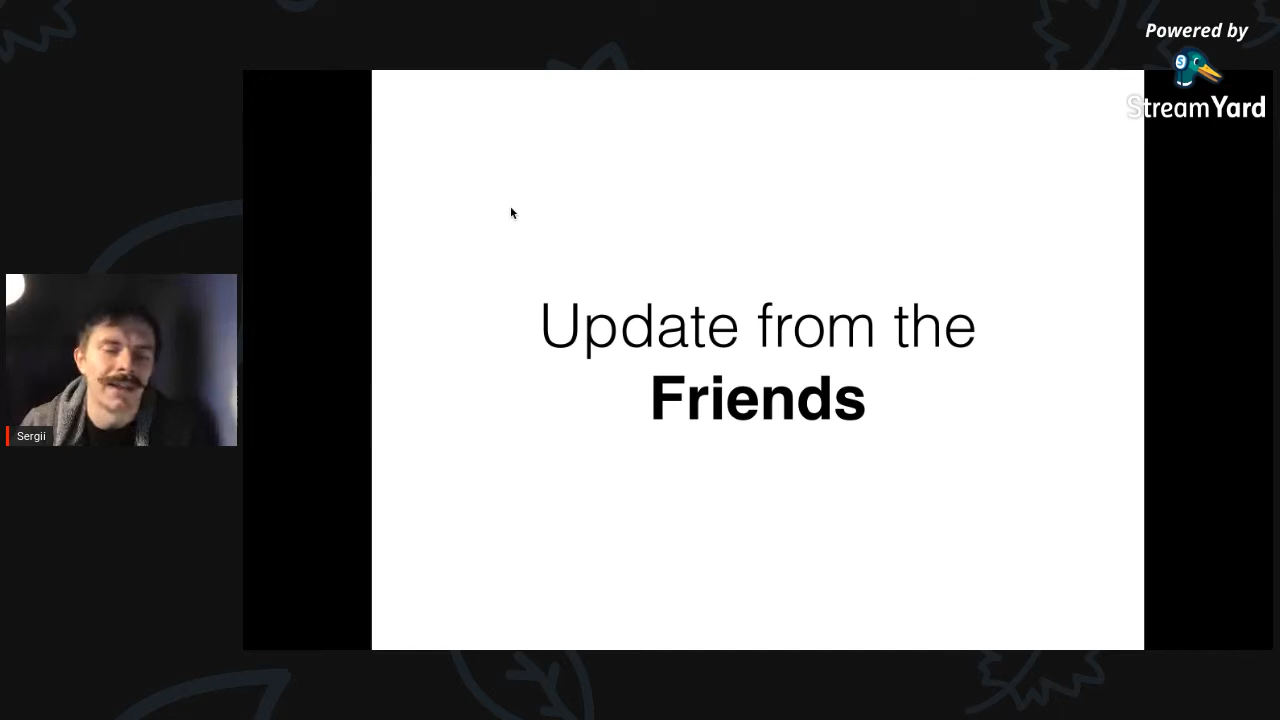 Powered by
StreamYard
Update from the
Friends
Sergii